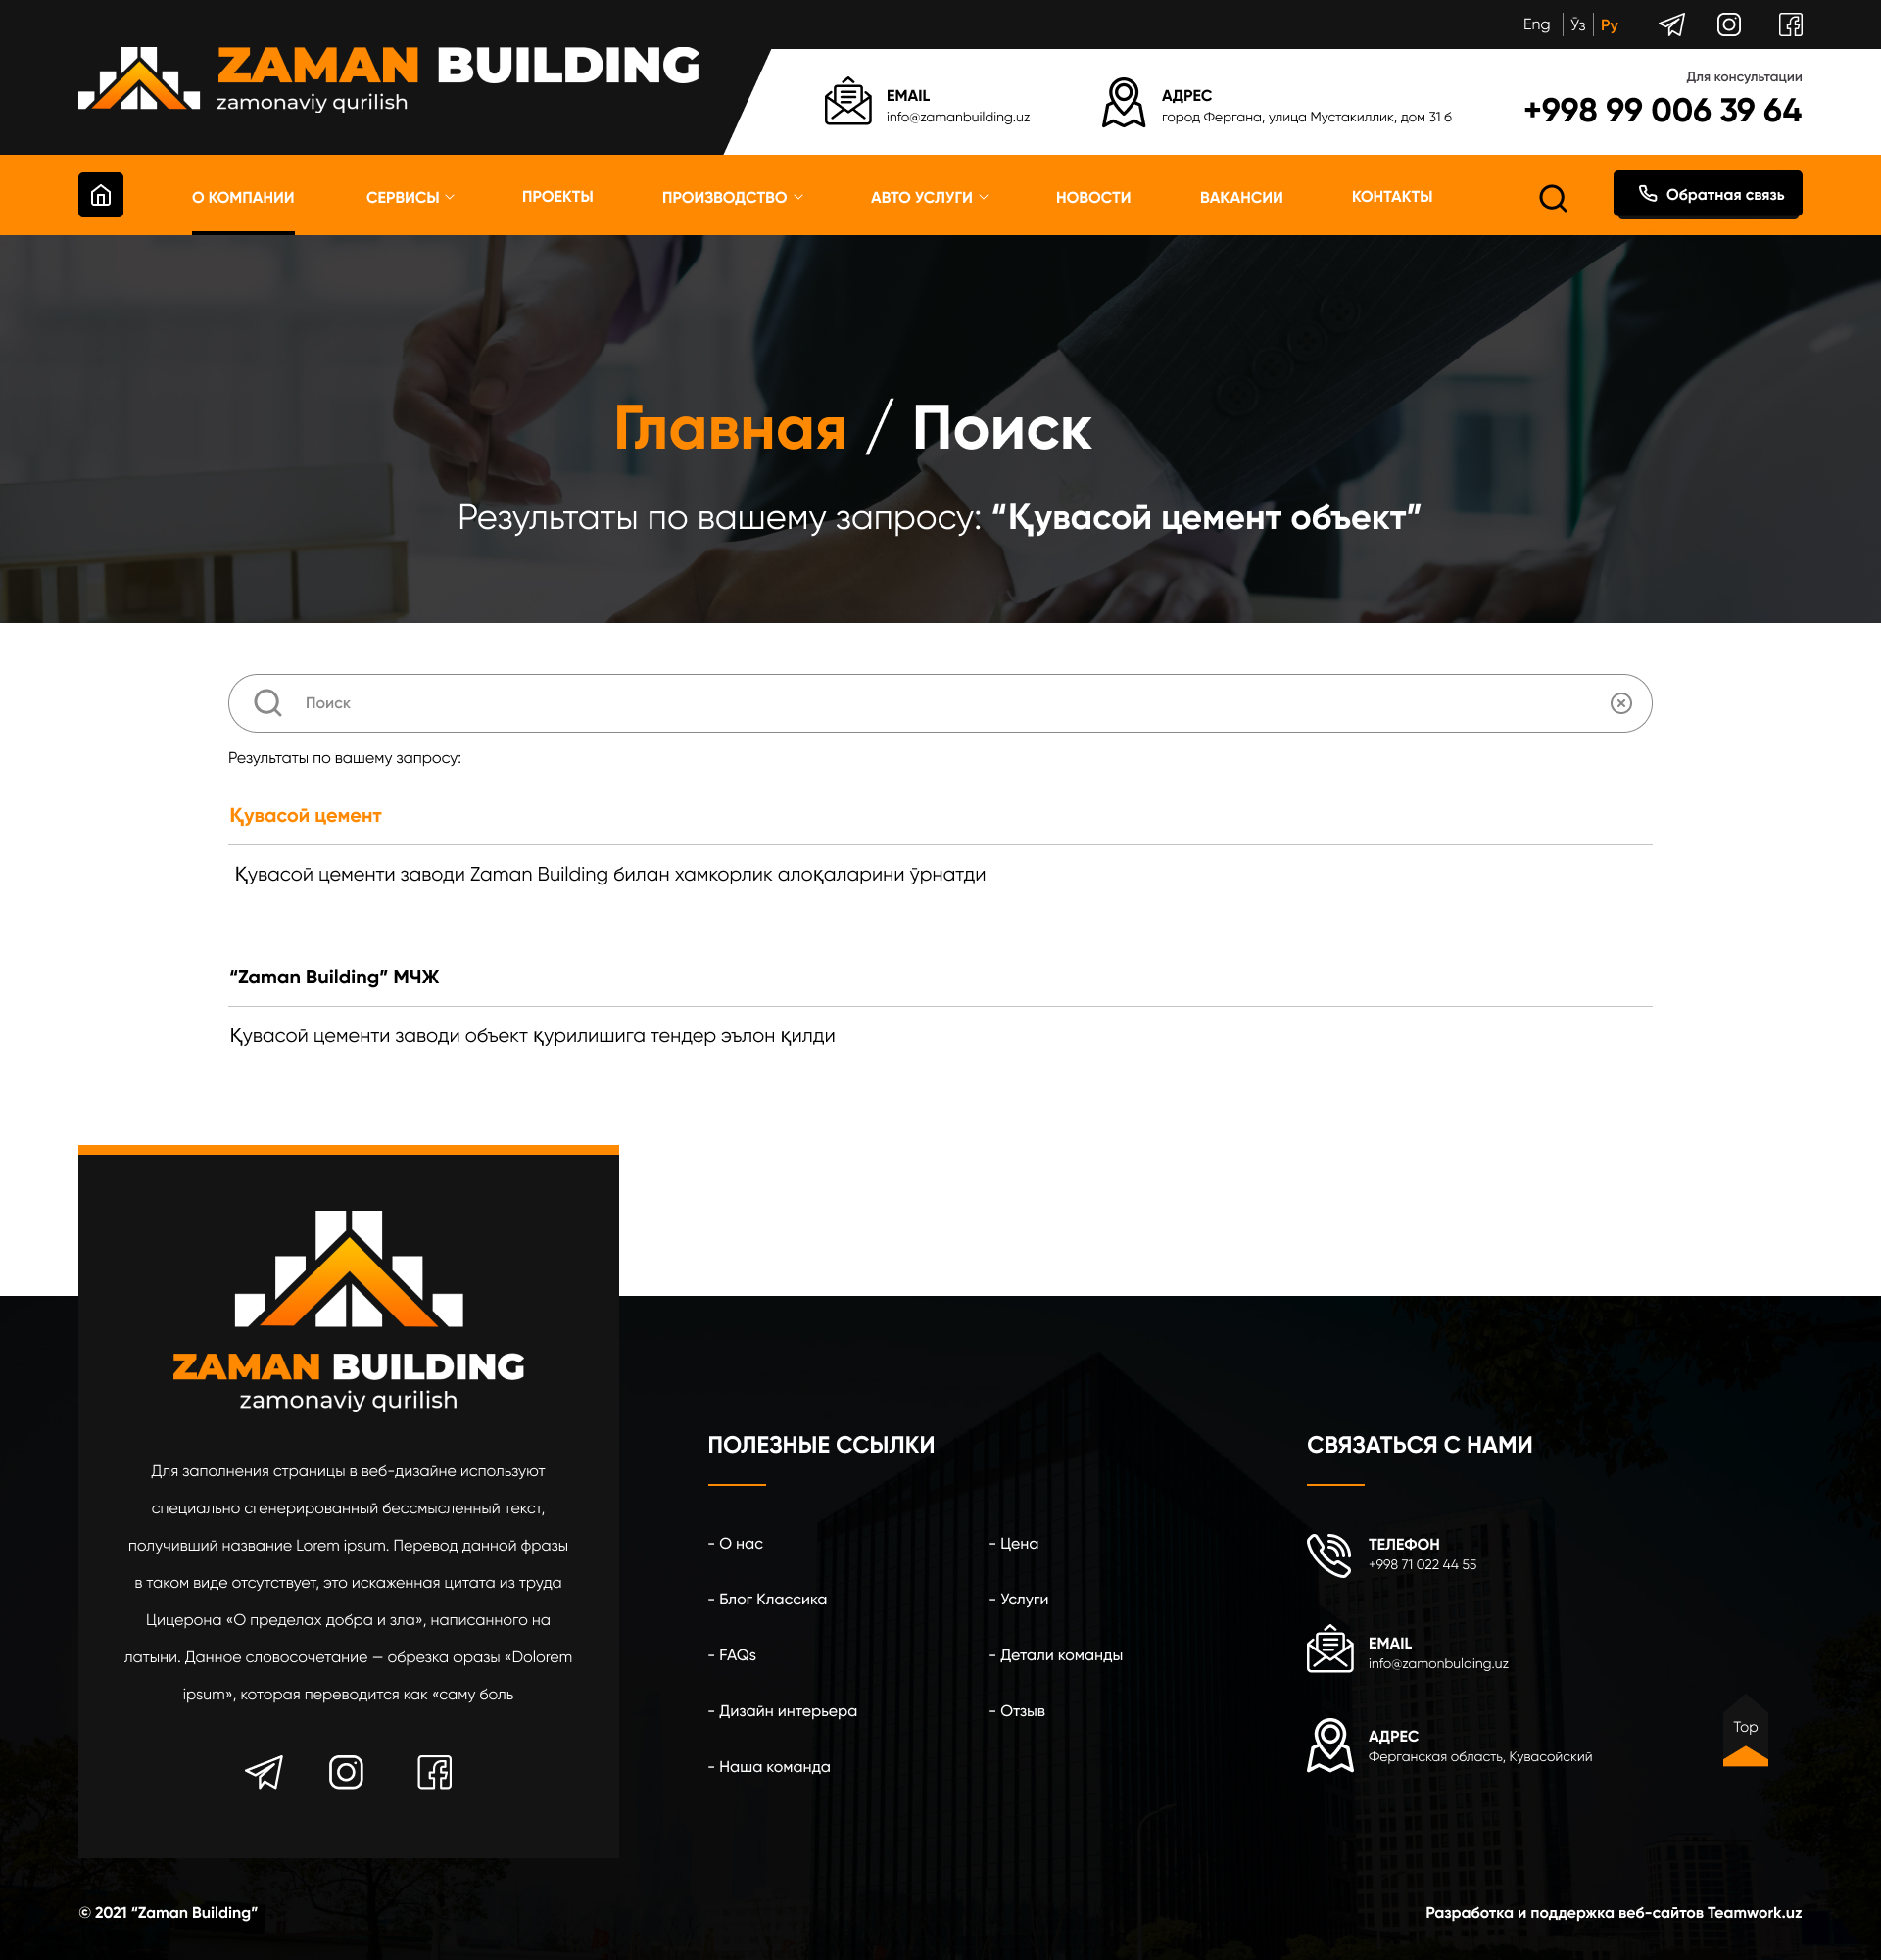 Eng
Ўз
Ру
ZAMAN BUILDING
zamonaviy qurilish
EMAIL
info@zamanbuilding.uz
АДРЕС
город Фергана, улица Мустакиллик, дом 31 б
Для консультации
+998 99 006 39 64
О КОМПАНИИ
СЕРВИСЫ
ПРОЕКТЫ
ПРОИЗВОДСТВО
АВТО УСЛУГИ
НОВОСТИ
ВАКАНСИИ
КОНТАКТЫ
Обратная связь
Главная / Поиск
Результаты по вашему запросу: “Қувасой цемент объект”
Поиск
Результаты по вашему запросу:
Қувасой цемент
Қувасой цементи заводи Zaman Building билан хамкорлик алоқаларини ўрнатди
“Zaman Building” МЧЖ
Қувасой цементи заводи объект қурилишига тендер эълон қилди
ZAMAN BUILDING
zamonaviy qurilish
Для заполнения страницы в веб-дизайне используют
специально сгенерированный бессмысленный текст,
получивший название Lorem ipsum. Перевод данной фразы
в таком виде отсутствует, это искаженная цитата из труда
Цицерона «О пределах добра и зла», написанного на
латыни. Данное словосочетание — обрезка фразы «Dolorem
ipsum», которая переводится как «саму боль
ПОЛЕЗНЫЕ ССЫЛКИ
- О нас
- Блог Классика
- FAQs
- Дизайн интерьера
- Наша команда
- Цена
- Услуги
- Детали команды
- Отзыв
СВЯЗАТЬСЯ С НАМИ
ТЕЛЕФОН
+998 71 022 44 55
EMAIL
info@zamonbulding.uz
АДРЕС
Ферганская область, Кувасойский
Top
© 2021 “Zaman Building”
Разработка и поддержка веб-сайтов Teamwork.uz